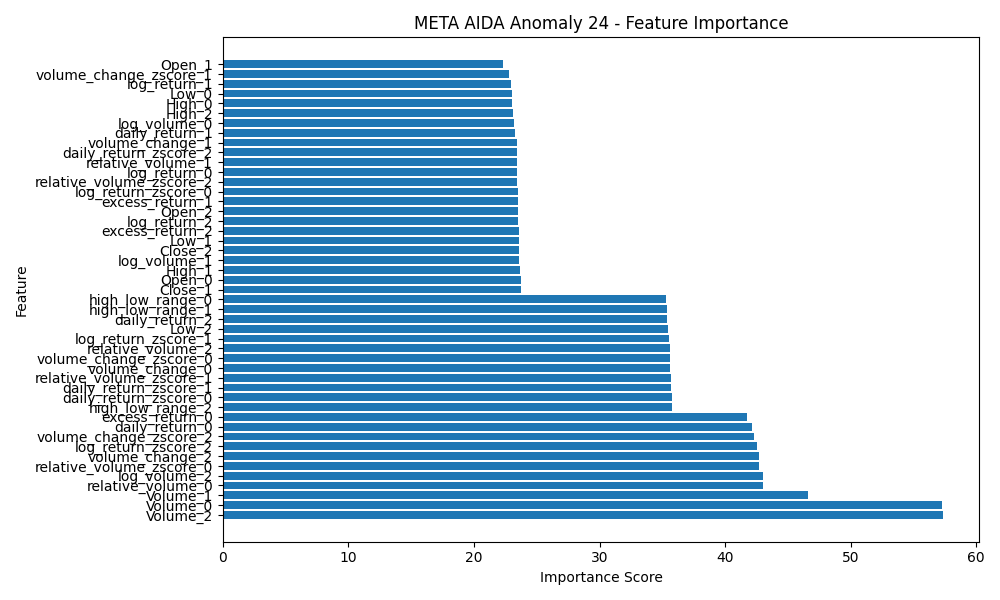 META AIDA Anomaly 24 - Feature Importance
Open_1
volume_change_zscore_1
log_return_1
Low_0
High_0
High_2
log_volume_0
daily_return_1
volume_change_1
daily_return_zscore_2
relative_volume_1
log_return_0
relative_volume_zscore_2
log_return_zscore_0
excess_return_1
Open_2
log_return_2
excess_return_2
Low_1
Close_2
log_volume_1
High_1
Open_0
Close_1
high_low_range_0
high_low_range_1
daily_return_2
Low_2
log_return_zscore_1
relative_volume_2
volume_change_zscore_0
volume_change_0
relative_volume_zscore_1
daily_return_zscore_1
daily_return_zscore_0
high_low_range_2
excess_return_0
daily_return_0
volume_change_zscore_2
log_return_zscore_2
volume_change_2
relative_volume_zscore_0
log_volume_2
relative_volume_0
Volume_1
Volume_0
Volume_2
Feature
0 10 20 30 40 50 60
Importance Score